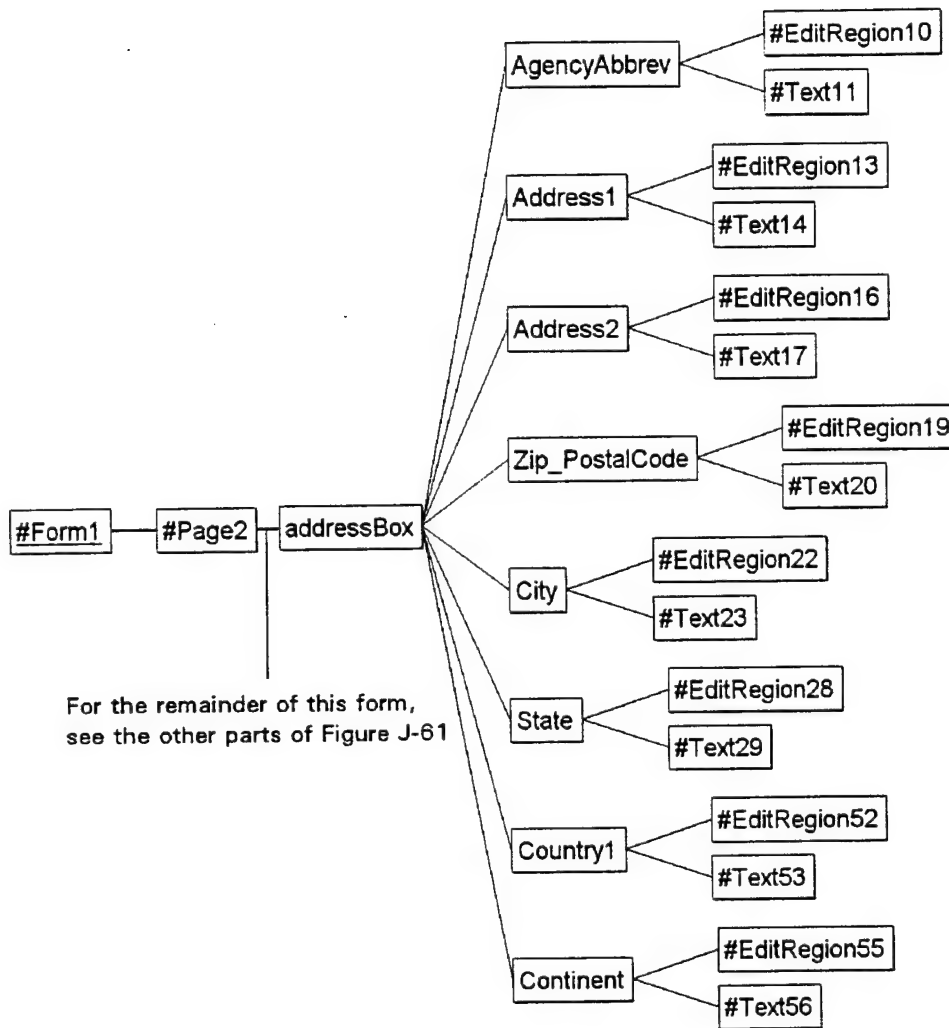 #EditRegion10
AgencyAbbrev
#Text11
#EditRegion13
Address1
#Text14
#EditRegion16
Address2
#Text17
#EditRegion19
Zip_PostalCode
#Text20
#Form1
#Page2
addressBox
#EditRegion22
City
#Text23
For the remainder of this form,
see the other parts of Figure J-61
#EditRegion28
State
#Text29
#EditRegion52
Country1
#Text53
#EditRegion55
Continent
#Text56